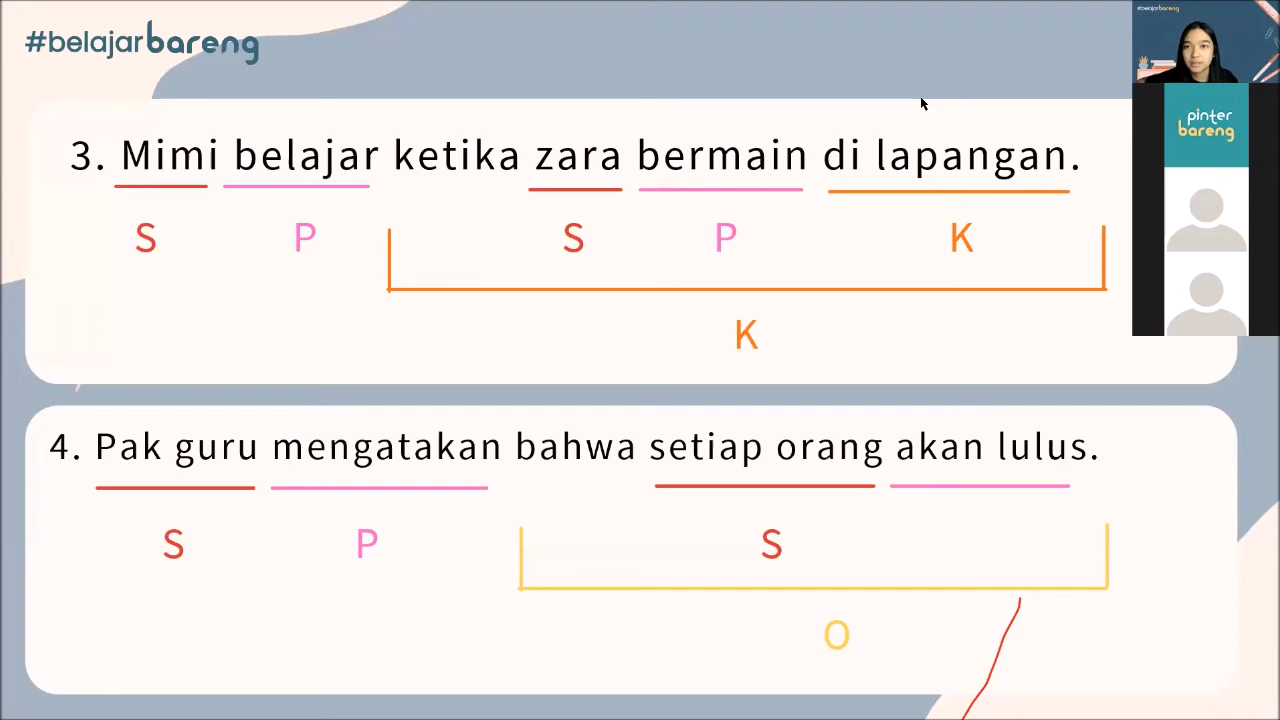 #belajarbareng
#belajarbareng
pinter
bareng
3. Mimi belajar ketika zara bermain di lapangan.
S P S P K
K
4. Pak guru mengatakan bahwa setiap orang akan lulus.
S P S
O